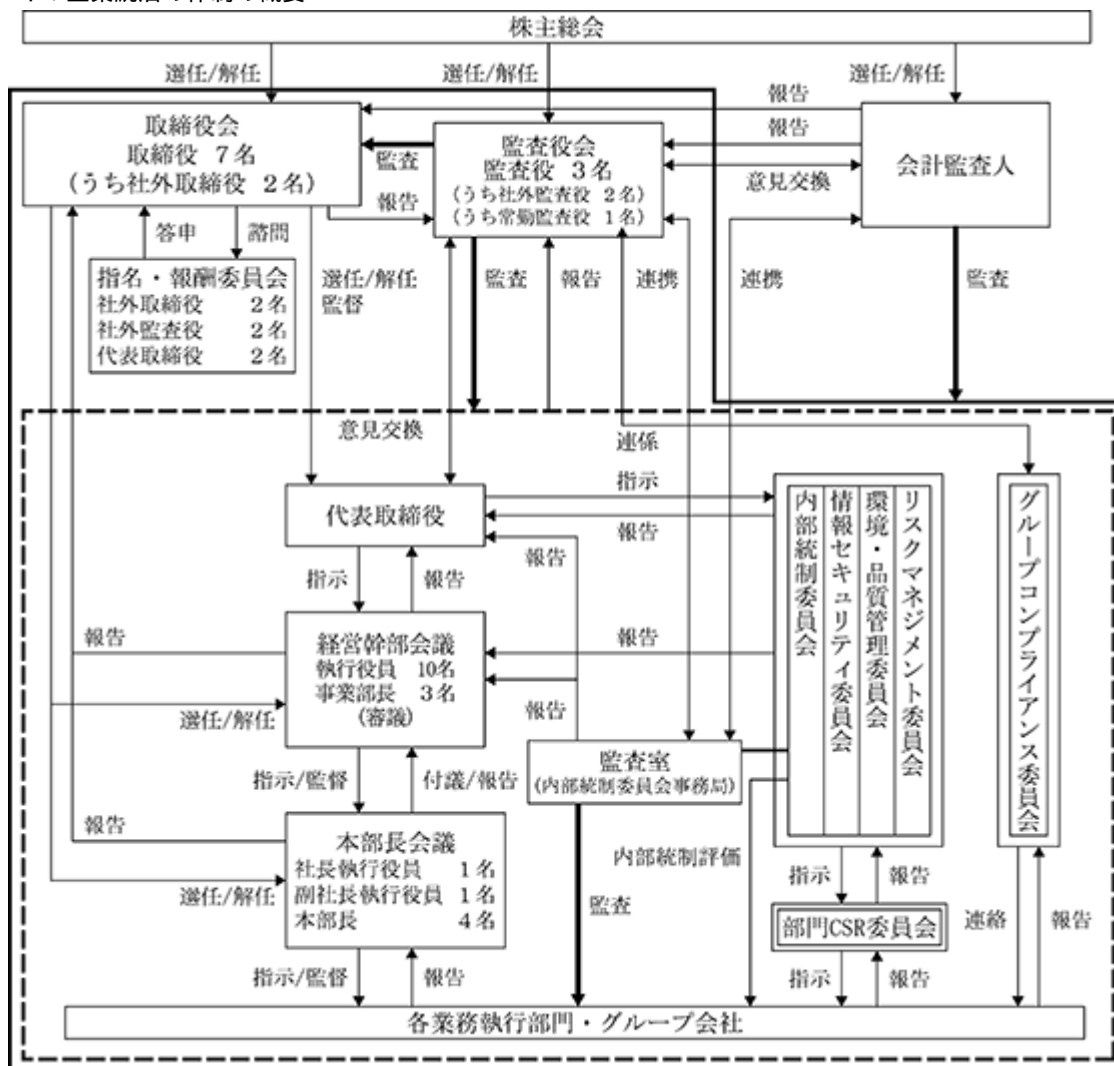 株主総会
選任/解任
選任/解任
選任/解任
取締役会
取締役 7名
(うち社外取締役 2名)
監査役会
監査役 3名
(うち社外監査役 2名)
(うち常勤監査役 1名)
会計監査人
報告
報告
意見交換
監査
報告
答申
諮問
指名・報酬委員会
社外取締役 2名
社外監査役 2名
代表取締役 2名
選任/解任
監督
監査
報告
連携
連携
監査
意見交換
連係
代表取締役
指示
報告
報告
指示
報告
経営幹部会議
執行役員 10名
事業部長 3名
(審議)
報告
報告
報告
選任/解任
監査室
(内部統制委員会事務局)
内部統制委員会
情報セキュリティ委員会
環境・品質管理委員会
リスクマネジメント委員会
グループコンプライアンス委員会
指示/監督
付議/報告
本部長会議
社長執行役員 1名
副社長執行役員 1名
本部長 4名
報告
選任/解任
監査
内部統制評価
指示
報告
部門CSR委員会
指示
報告
連絡
報告
指示/監督
報告
各業務執行部門・グループ会社